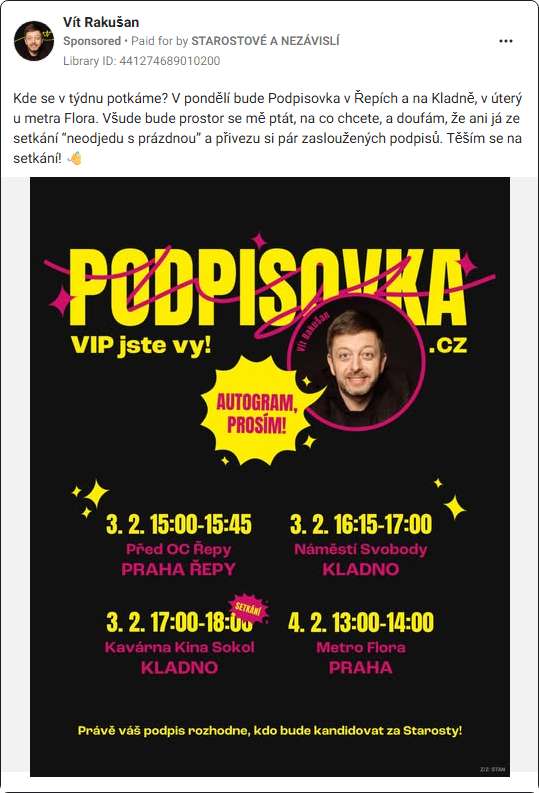 Vít Rakušan
Sponsored • Paid for by STAROSTOVÉ A NEZÁVISLÍ
Library ID: 441274689010200
Kde se v týdnu potkáme? V pondělí bude Podpisovka v Řepích a na Kladně, v úterý
u metra Flora. Všude bude prostor se mě ptát, na co chcete, a doufám, že ani já ze
setkání “neodjedu s prázdnou” a přivezu si pár zasloužených podpisů. Těším se na
setkání! 👋
PODPISOVKA
VIP jste vy!
.CZ
Vít Rakušan
AUTOGRAM,
PROSÍM!
3. 2. 15:00-15:45
Před OC Řepy
PRAHA ŘEPY
3. 2. 16:15-17:00
Náměstí Svobody
KLADNO
SETKÁNÍ
3. 2. 17:00-18:00
Kavárna Kina Sokol
KLADNO
4. 2. 13:00-14:00
Metro Flora
PRAHA
Právě váš podpis rozhodne, kdo bude kandidovat za Starosty!